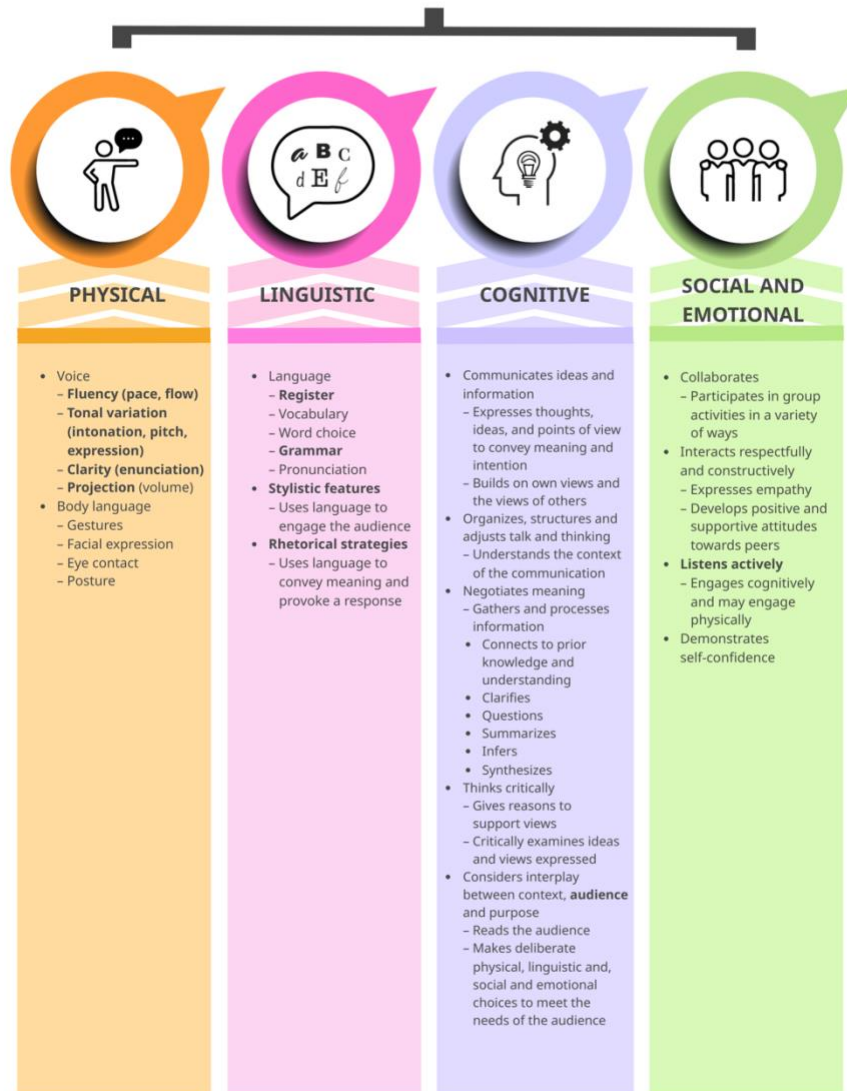 a B C
d E f
PHYSICAL
• Voice
– Fluency (pace, flow)
– Tonal variation
(intonation, pitch,
expression)
– Clarity (enunciation)
– Projection (volume)
• Body language
– Gestures
– Facial expression
– Eye contact
– Posture
LINGUISTIC
• Language
– Register
– Vocabulary
– Word choice
– Grammar
– Pronunciation
• Stylistic features
– Uses language to
engage the audience
• Rhetorical strategies
– Uses language to
convey meaning and
provoke a response
COGNITIVE
• Communicates ideas and
information
– Expresses thoughts,
ideas, and points of view
to convey meaning and
intention
– Builds on own views and
the views of others
• Organizes, structures and
adjusts talk and thinking
– Understands the context
of the communication
• Negotiates meaning
– Gathers and processes
information
• Connects to prior
knowledge and
understanding
• Clarifies
• Questions
• Summarizes
• Infers
• Synthesizes
• Thinks critically
– Gives reasons to
support views
– Critically examines ideas
and views expressed
• Considers interplay
between context, audience
and purpose
– Reads the audience
– Makes deliberate
physical, linguistic and,
social and emotional
choices to meet the
needs of the audience
SOCIAL AND
EMOTIONAL
• Collaborates
– Participates in group
activities in a variety
of ways
• Interacts respectfully
and constructively
– Expresses empathy
– Develops positive and
supportive attitudes
towards peers
• Listens actively
– Engages cognitively
and may engage
physically
• Demonstrates
self-confidence